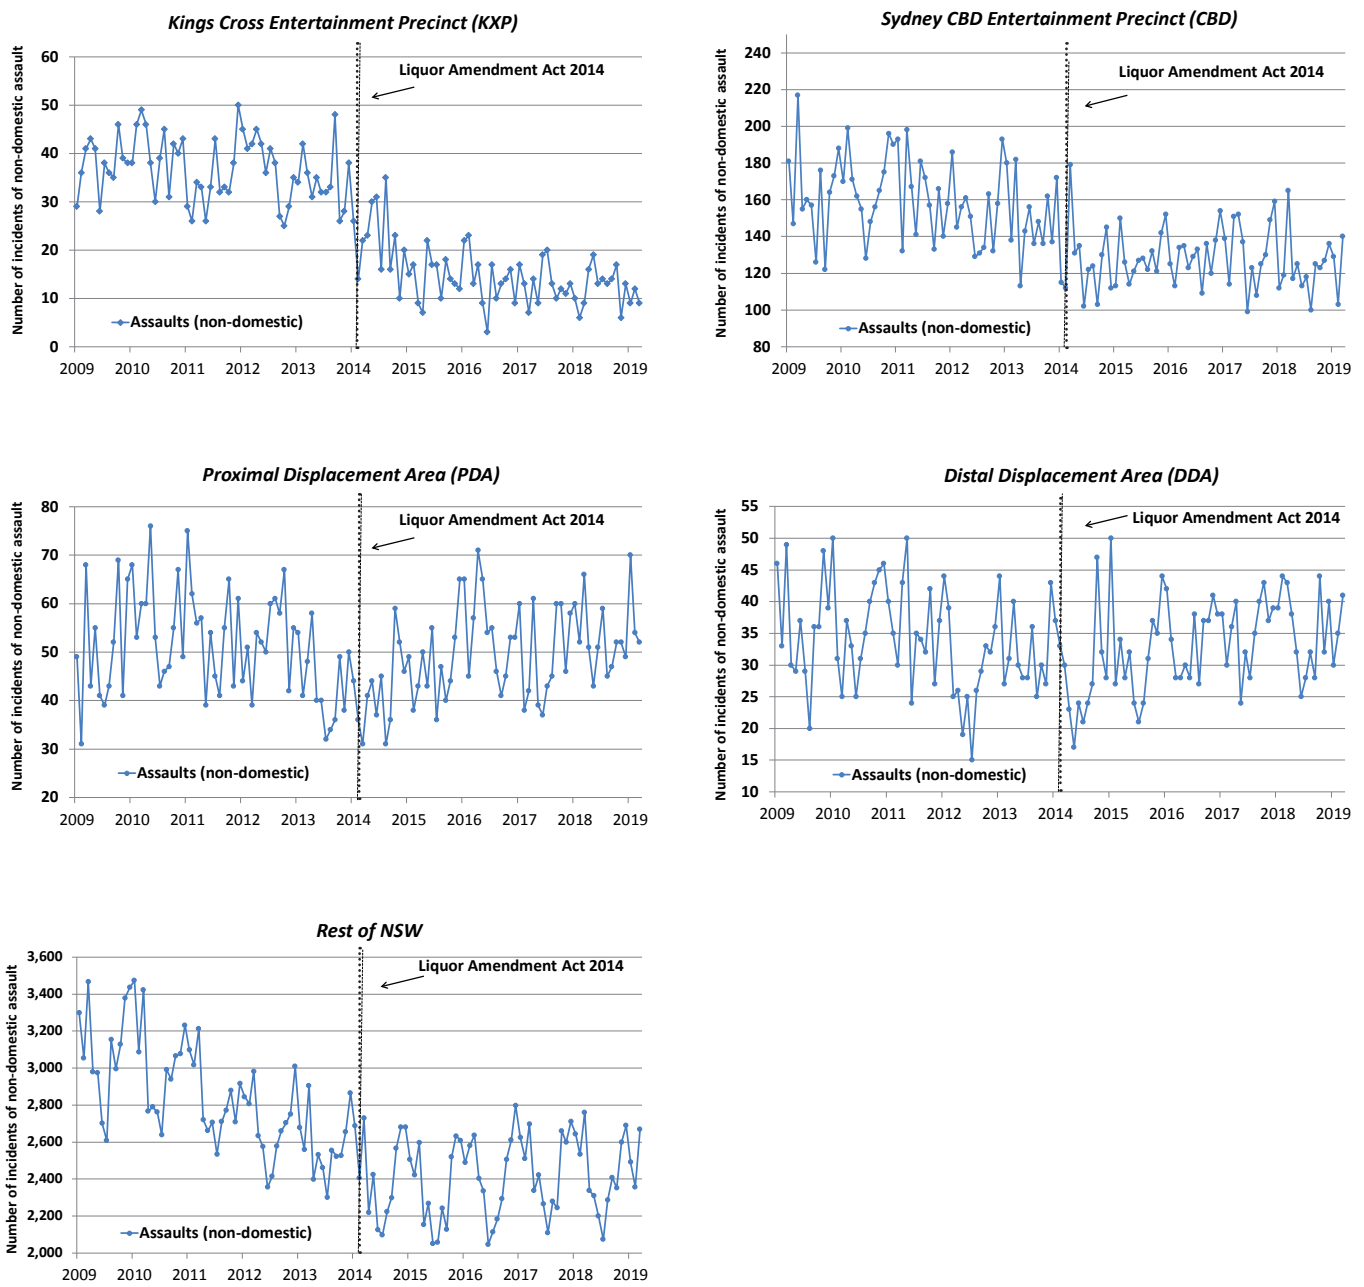 Kings Cross Entertainment Precinct (KXP)
Number of incidents of non-domestic assault
60
50
40
30
20
10
0
Liquor Amendment Act 2014
Assaults (non-domestic)
2009 2010 2011 2012 2013 2014 2015 2016 2017 2018 2019
Sydney CBD Entertainment Precinct (CBD)
Number of incidents of non-domestic assault
240
220
200
180
160
140
120
100
80
Liquor Amendment Act 2014
Assaults (non-domestic)
2009 2010 2011 2012 2013 2014 2015 2016 2017 2018 2019
Proximal Displacement Area (PDA)
Number of incidents of non-domestic assault
80
70
60
50
40
30
20
Liquor Amendment Act 2014
Assaults (non-domestic)
2009 2010 2011 2012 2013 2014 2015 2016 2017 2018 2019
Distal Displacement Area (DDA)
Number of incidents of non-domestic assault
55
50
45
40
35
30
25
20
15
10
Liquor Amendment Act 2014
Assaults (non-domestic)
2009 2010 2011 2012 2013 2014 2015 2016 2017 2018 2019
Rest of NSW
Number of incidents of non-domestic assault
3,600
3,400
3,200
3,000
2,800
2,600
2,400
2,200
2,000
Liquor Amendment Act 2014
Assaults (non-domestic)
2009 2010 2011 2012 2013 2014 2015 2016 2017 2018 2019